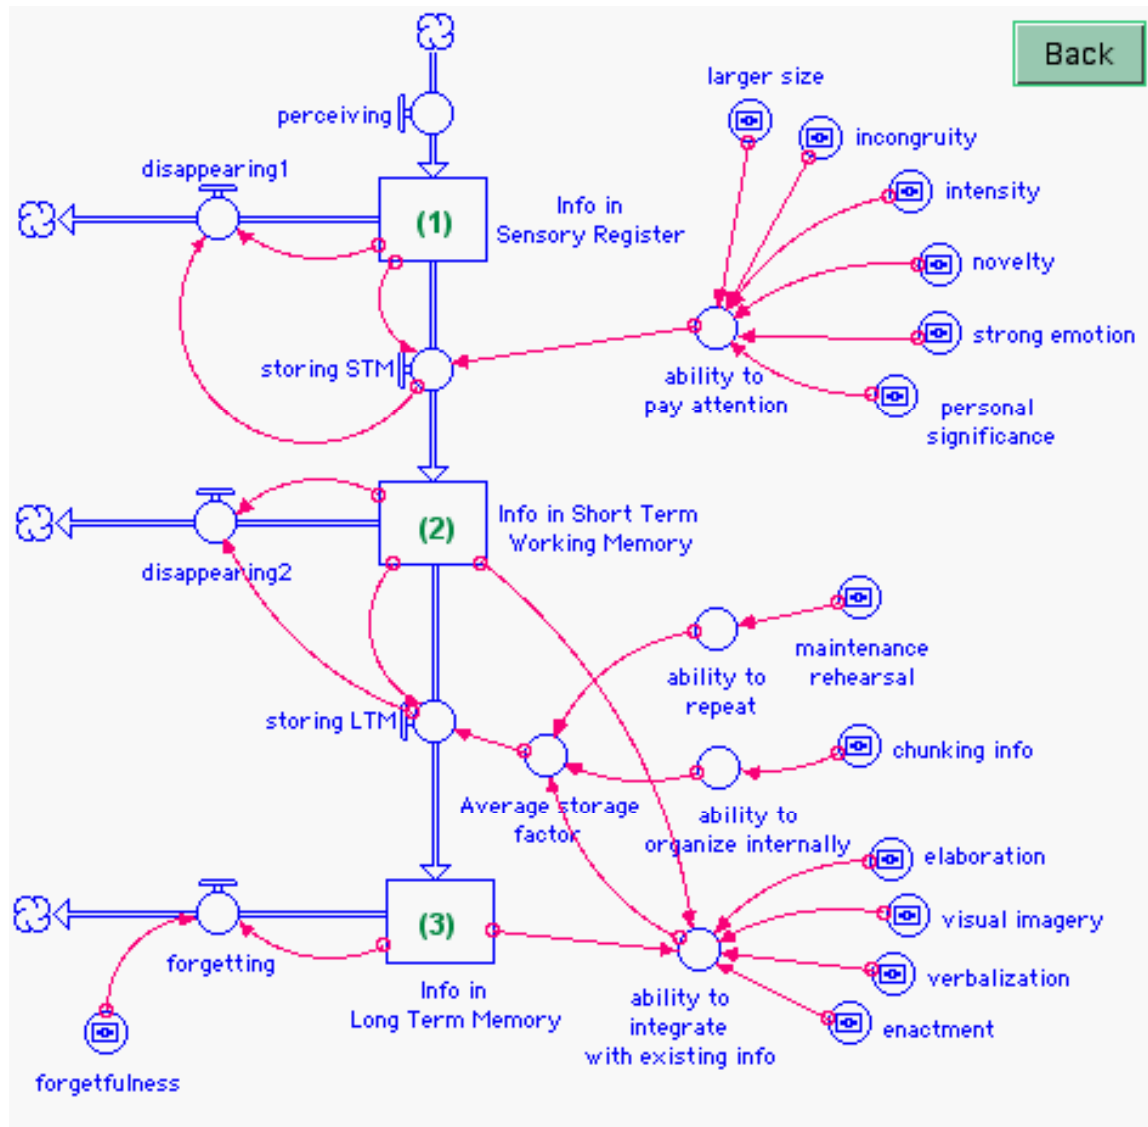 Back
larger size
perceiving
incongruity
disappearing1
intensity
(1)
Info in
Sensory Register
novelty
strong emotion
storing STM
ability to
pay attention
personal
significance
(2)
Info in Short Term
Working Memory
disappearing2
maintenance
rehearsal
ability to
repeat
storing LTM
chunking info
Average storage
factor
ability to
organize internally
elaboration
(3)
visual imagery
forgetting
verbalization
Info in
Long Term Memory
ability to
integrate
with existing info
enactment
forgetfulness